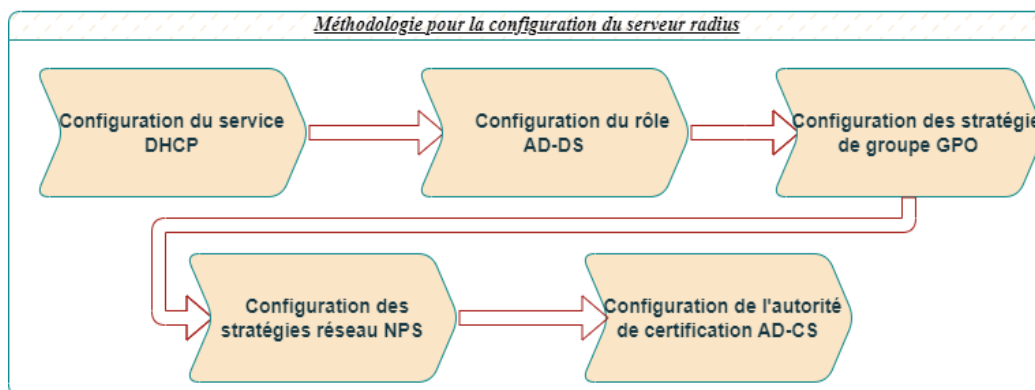 Méthodologie pour la configuration du serveur radius
Configuration du service
DHCP
Configuration du rôle
AD-DS
Configuration des stratégie
de groupe GPO
Configuration des
stratégies réseau NPS
Configuration de l'autorité
de certification AD-CS